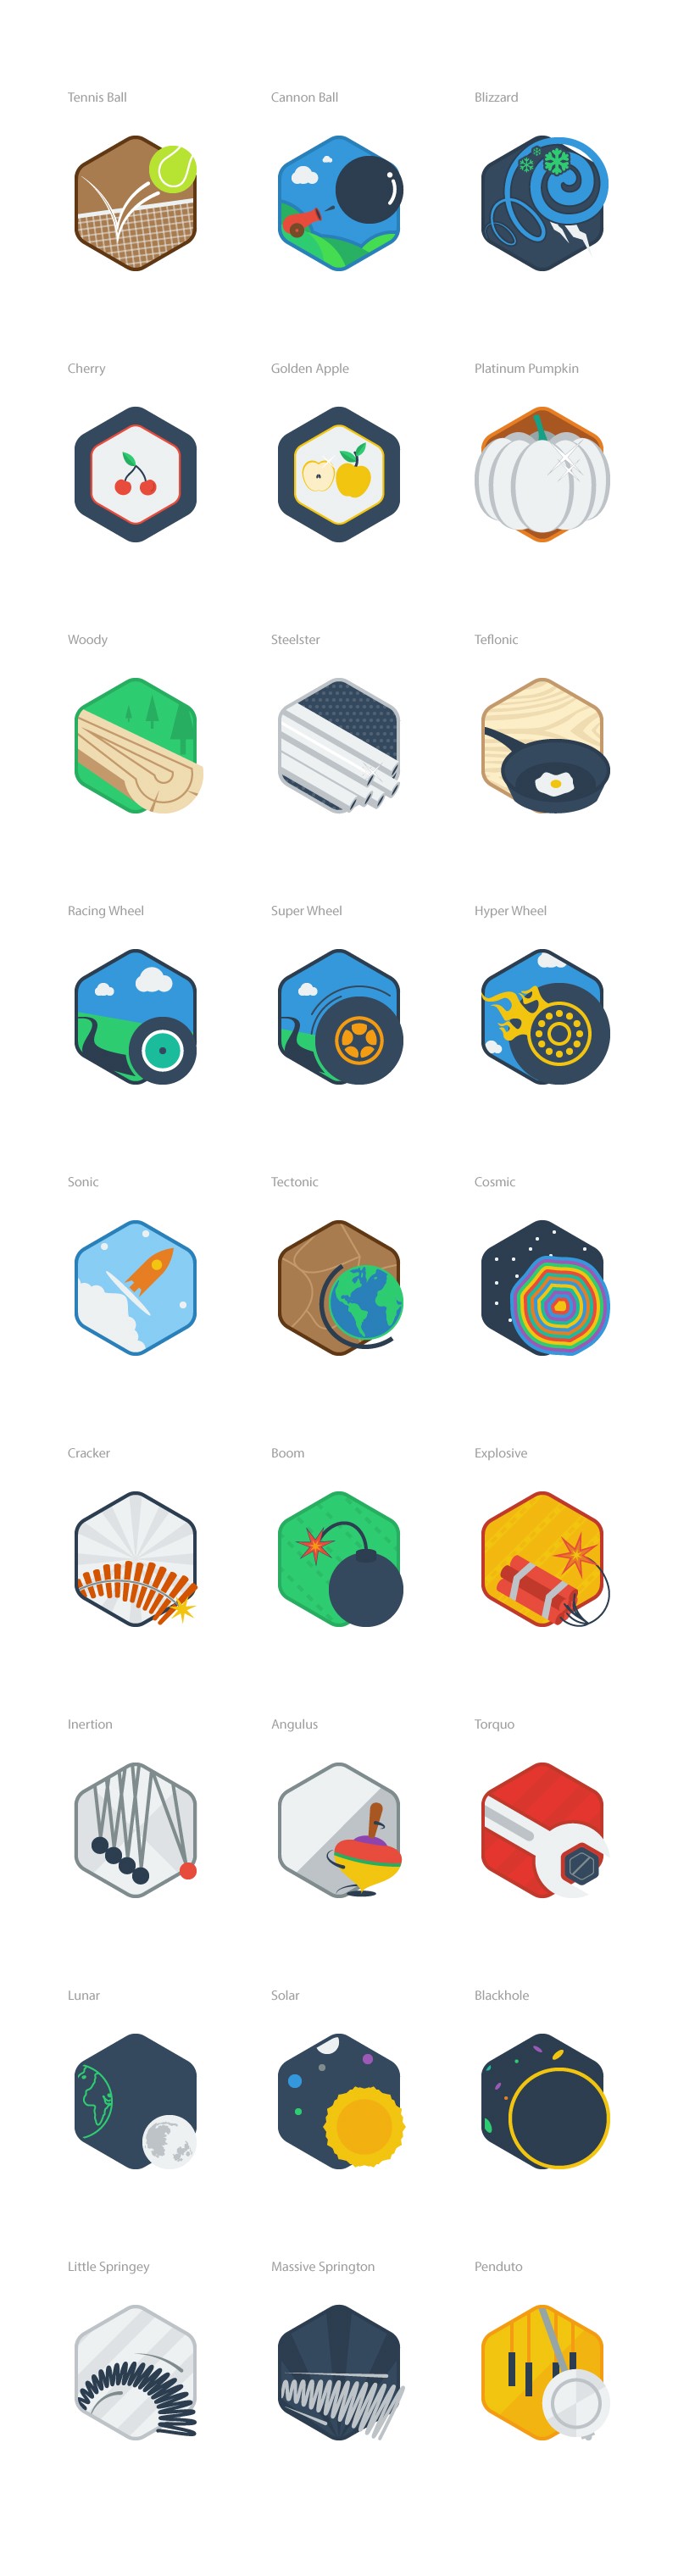 Tennis Ball
Cannon Ball
Blizzard
Cherry
Golden Apple
Platinum Pumpkin
Woody
Steelster
Teflonic
Racing Wheel
Super Wheel
Hyper Wheel
Sonic
Tectonic
Cosmic
Cracker
Boom
Explosive
Inertion
Angulus
Torquo
Lunar
Solar
Blackhole
Little Springey
Massive Springton
Penduto